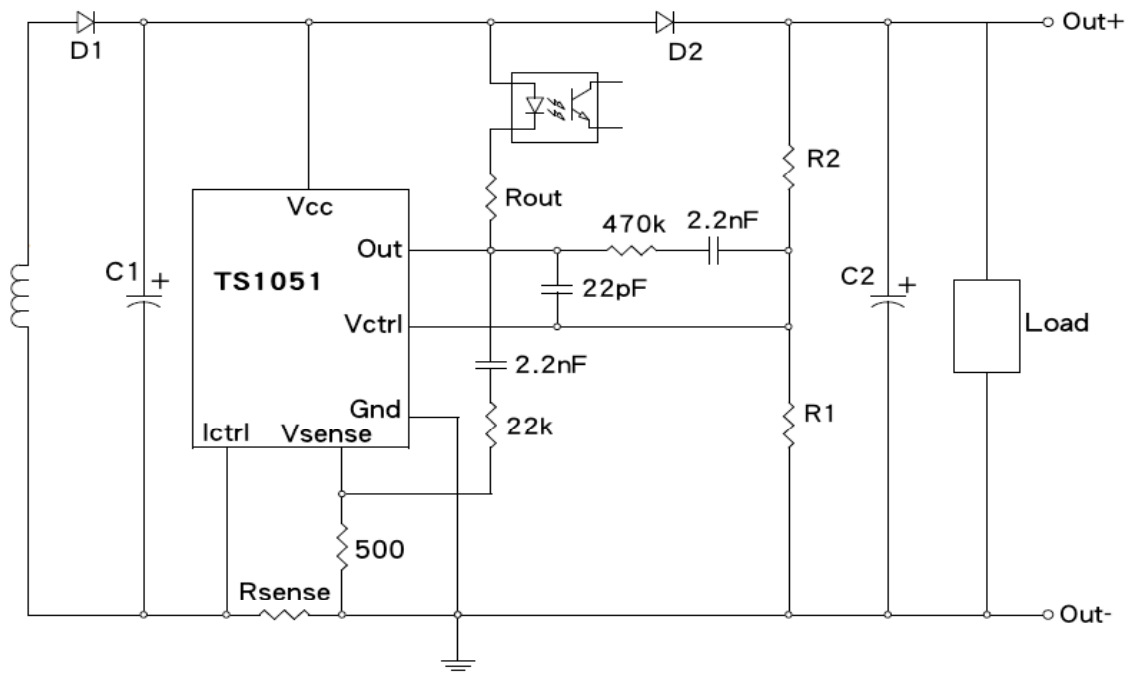 Out+
D1
D2
Rout
R2
Vcc
Out
470k
2.2nF
C1
+
TS1051
22pF
C2
+
Vctrl
Load
2.2nF
Gnd
R1
22k
Ictrl
Vsense
500
Rsense
Out-